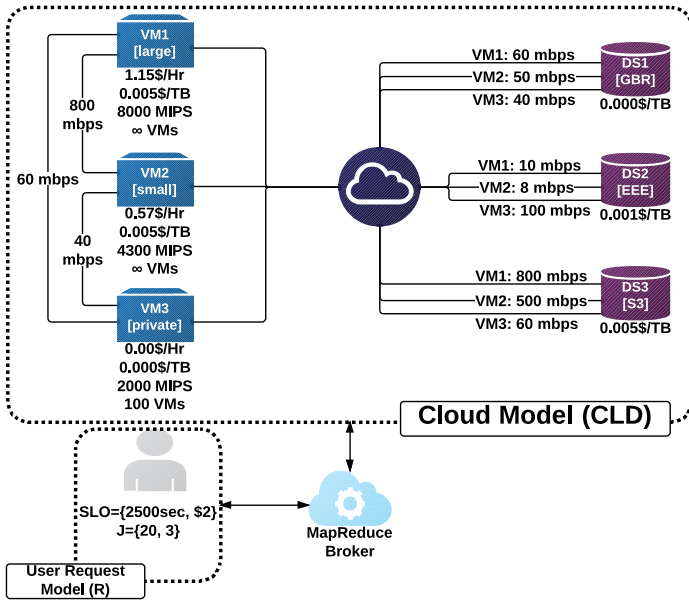 VM1
[large]
1.15$/Hr
0.005$/TB
8000 MIPS
∞ VMs
800
mbps
60 mbps
VM2
[small]
0.57$/Hr
0.005$/TB
4300 MIPS
∞ VMs
40
mbps
VM3
[private]
0.00$/Hr
0.000$/TB
2000 MIPS
100 VMs
VM1: 60 mbps
VM2: 50 mbps
VM3: 40 mbps
DS1
[GBR]
0.000$/TB
VM1: 10 mbps
VM2: 8 mbps
VM3: 100 mbps
DS2
[EEE]
0.001$/TB
VM1: 800 mbps
VM2: 500 mbps
VM3: 60 mbps
DS3
[S3]
0.005$/TB
Cloud Model (CLD)
SLO={2500sec, $2}
J={20, 3}
MapReduce
Broker
User Request
Model (R)